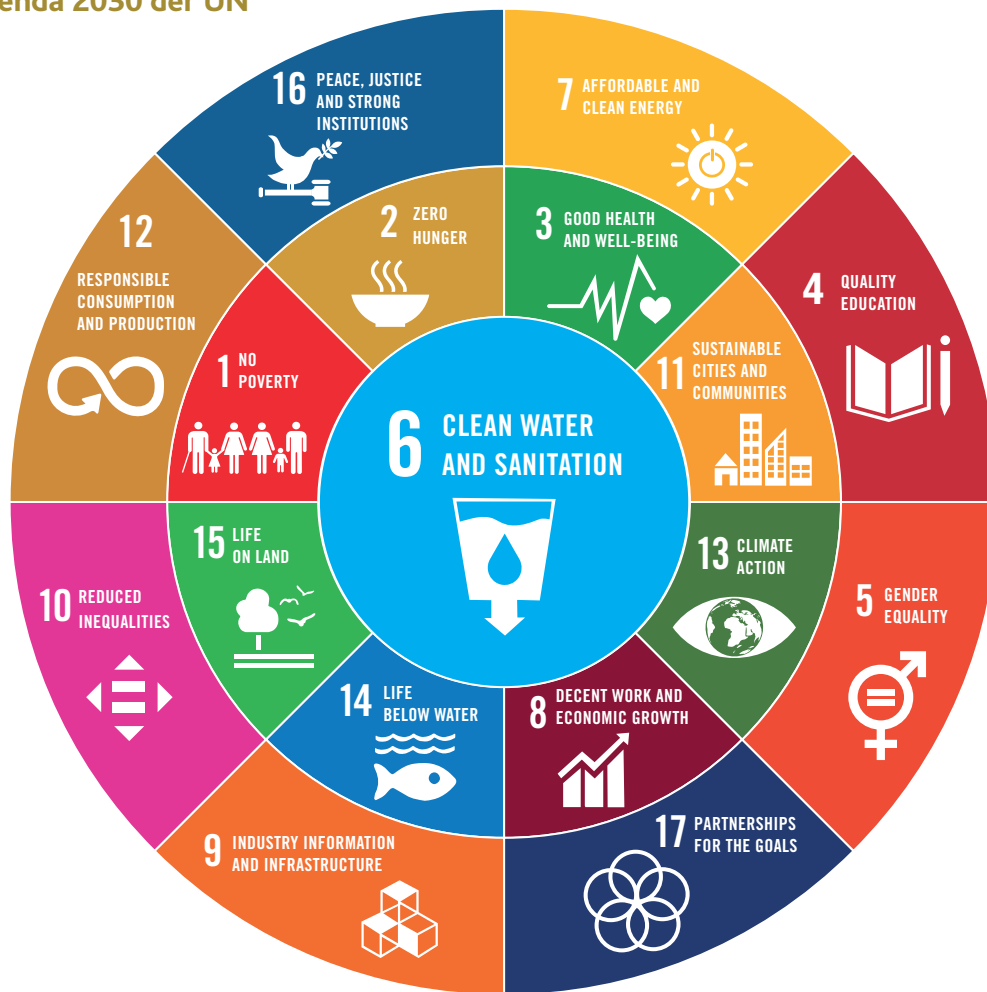 enda 2030 der UN
16 PEACE, JUSTICE
AND STRONG
INSTITUTIONS
7 AFFORDABLE AND
CLEAN ENERGY
12
RESPONSIBLE
CONSUMPTION
AND PRODUCTION
2 ZERO
HUNGER
3 GOOD HEALTH
AND WELL-BEING
4 QUALITY
EDUCATION
1 NO
POVERTY
11 SUSTAINABLE
CITIES AND
COMMUNITIES
6 CLEAN WATER
AND SANITATION
15 LIFE
ON LAND
13 CLIMATE
ACTION
10 REDUCED
INEQUALITIES
5 GENDER
EQUALITY
14 LIFE
BELOW WATER
8 DECENT WORK AND
ECONOMIC GROWTH
9 INDUSTRY INFORMATION
AND INFRASTRUCTURE
17 PARTNERSHIPS
FOR THE GOALS